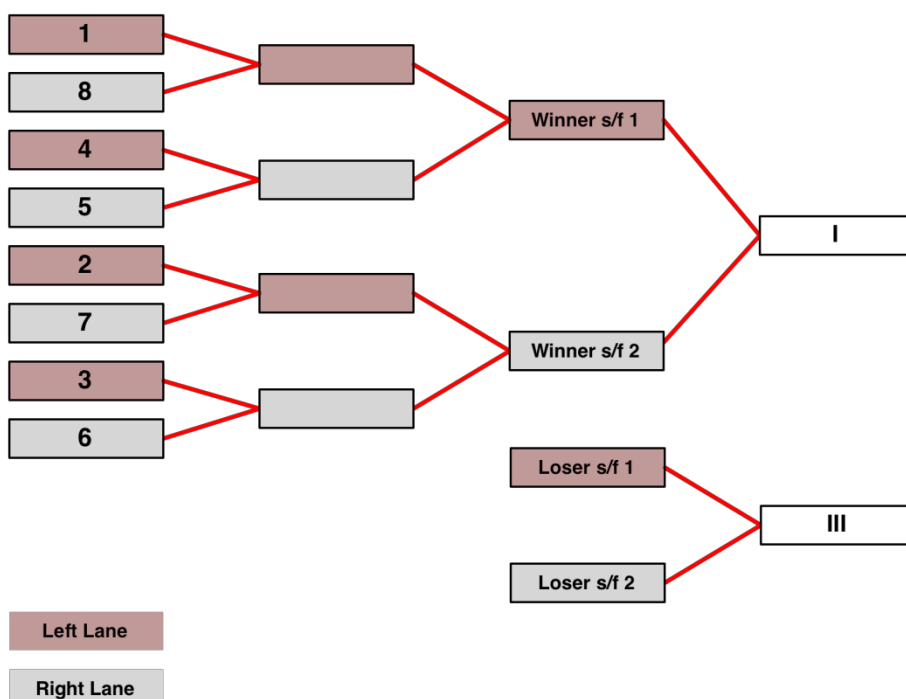 1
8
4
5
2
7
3
6
Winner s/f 1
Winner s/f 2
I
Loser s/f 1
Loser s/f 2
III
Left Lane
Right Lane